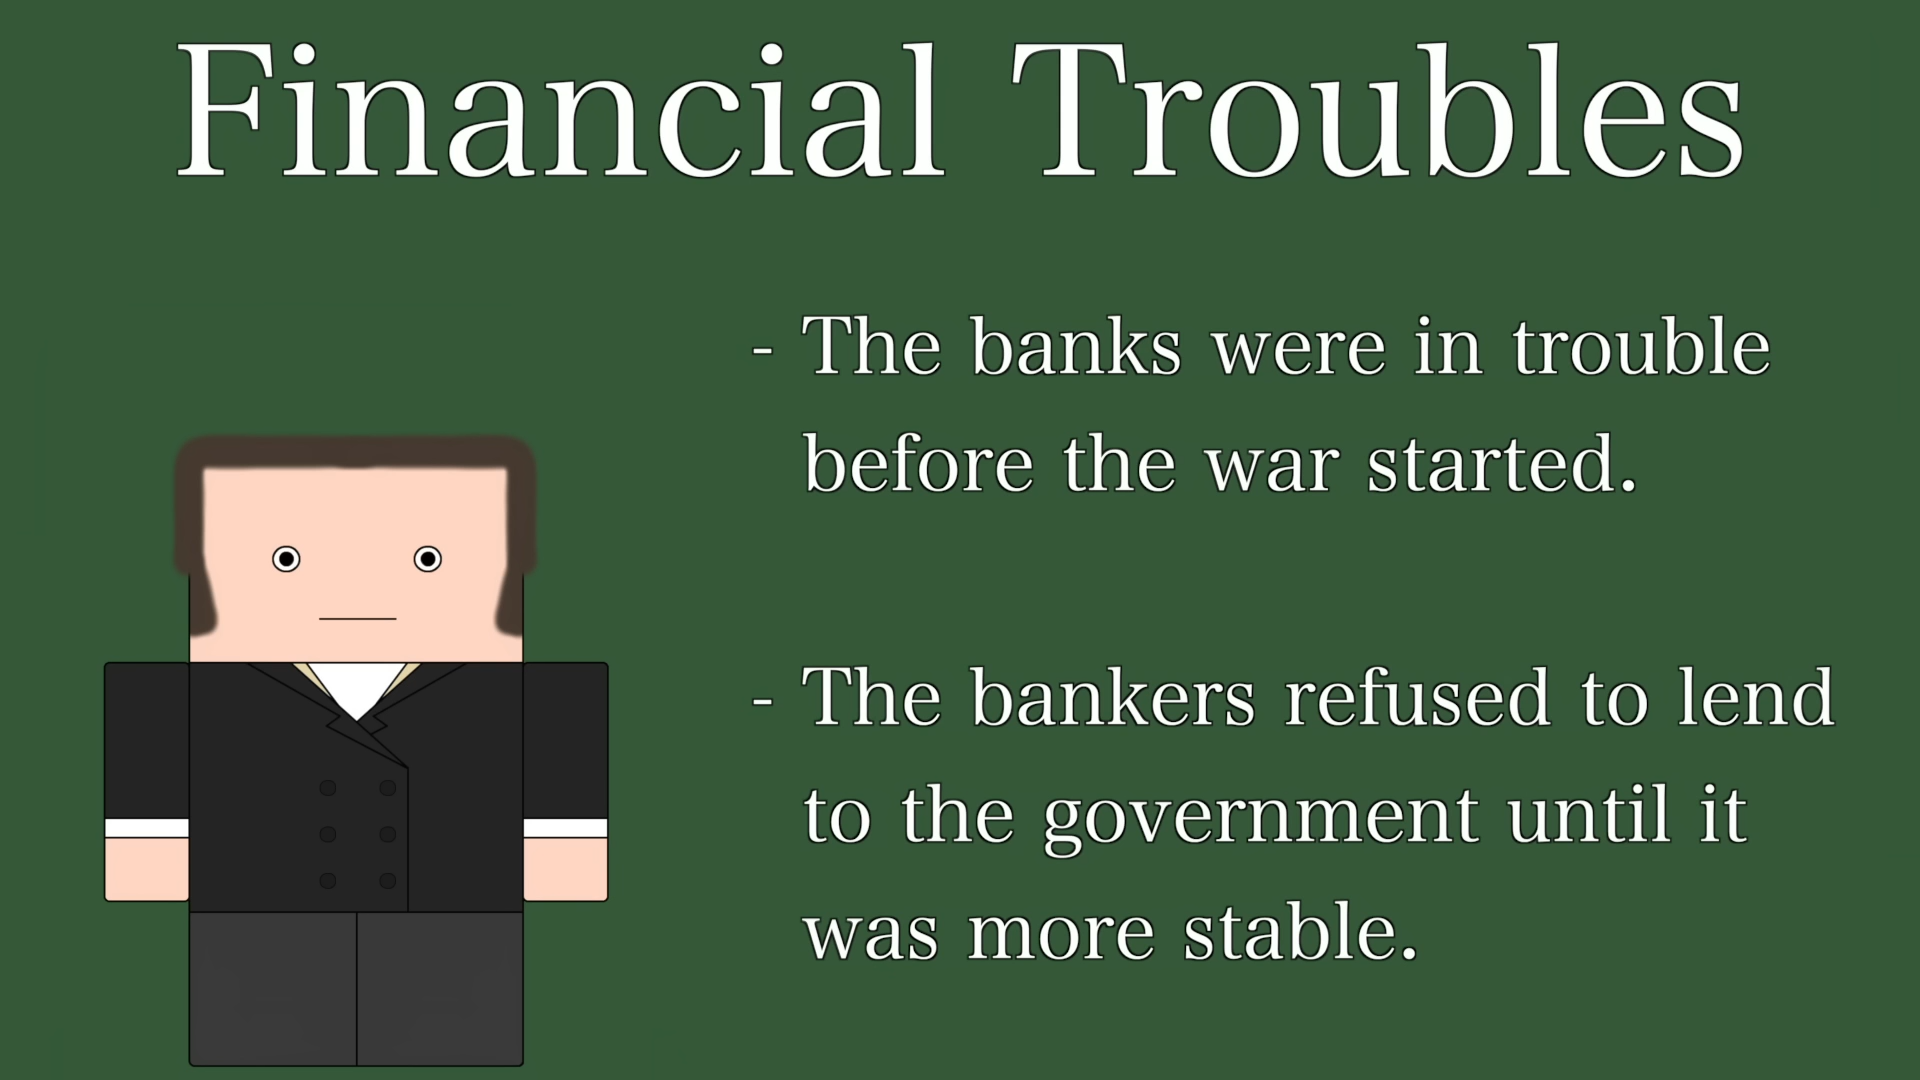 Financial Troubles
- The banks were in trouble
before the war started.
- The bankers refused to lend
to the government until it
was more stable.